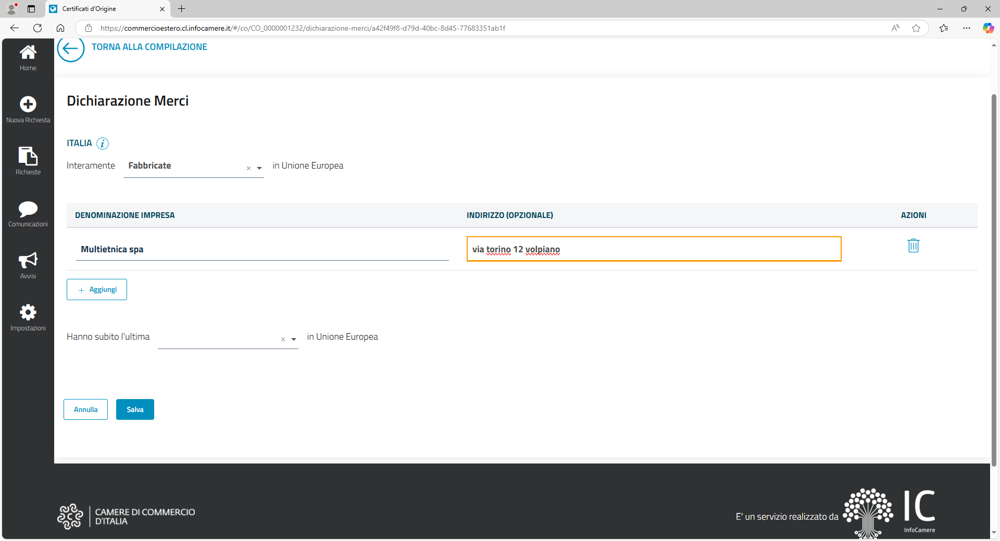 Certificati d'Origine
https://commercioestero.cl.infocamere.it/#/co/CO_0000001232/dichiarazione-merci/a42f49f8-d79d-40bc-8d45-77683351ab1f
Home
Nuova Richiesta
Richieste
Comunicazioni
Avvisi
Impostazioni
TORNA ALLA COMPILAZIONE
Dichiarazione Merci
ITALIA i
Interamente Fabbricate × in Unione Europea
DENOMINAZIONE IMPRESA INDIRIZZO (OPZIONALE) AZIONI
Multietnica spa via torino 12 volpiano
+ Aggiungi
Hanno subito l'ultima × in Unione Europea
Annulla Salva
CAMERE DI COMMERCIO
D'ITALIA
E' un servizio realizzato da
IC
InfoCamere